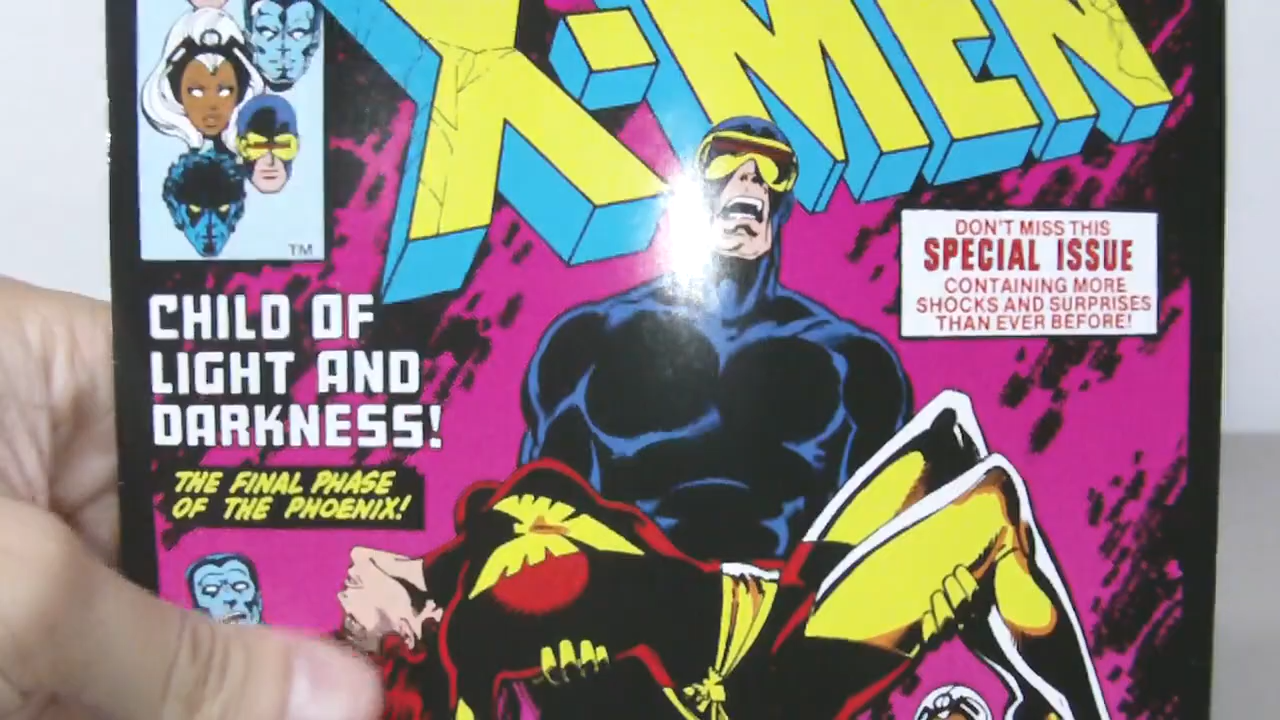 X-MEN
TM
DON'T MISS THIS
SPECIAL ISSUE
CONTAINING MORE
SHOCKS AND SURPRISES
THAN EVER BEFORE!
CHILD OF
LIGHT AND
DARKNESS!
THE FINAL PHASE
OF THE PHOENIX!